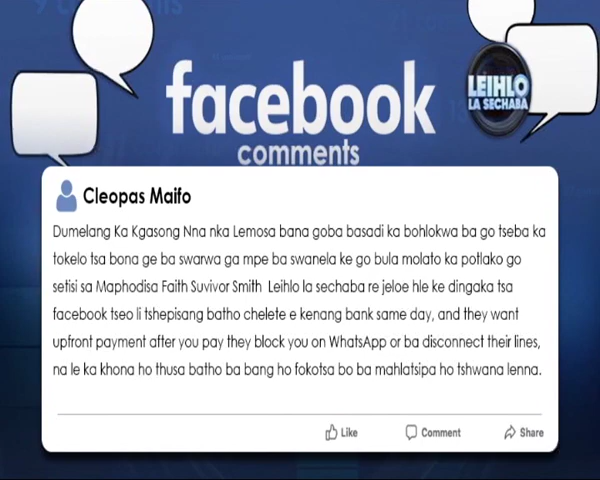 facebook
comments
LEIHLO
LA SECHABA
Cleopas Maifo
Dumelang Ka Kgasong Nna nka Lemosa bana goba basadi ka bohlokwa ba go tseba ka
tokelo tsa bona ge ba swarwa ga mpe ba swanela ke go bula molato ka potlako go
setisi sa Maphodisa Faith Suvivor Smith Leihlo la sechaba re jeloe hle ke dingaka tsa
facebook tseo li tshepisang batho chelete e kenang bank same day, and they want
upfront payment after you pay they block you on WhatsApp or ba disconnect their lines,
na le ka khona ho thusa batho ba bang ho fokotsa bo ba mahlatsipa ho tshwana lenna.
Like Comment Share